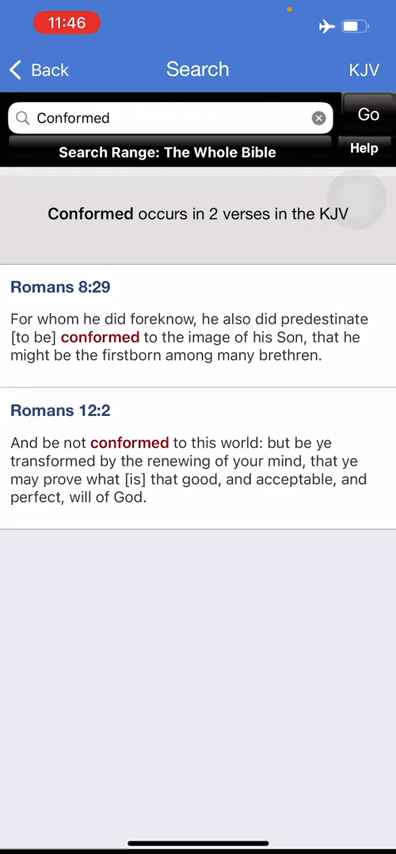 11:46
Back
Search
KJV
Conformed
Go
Search Range: The Whole Bible
Help
Conformed occurs in 2 verses in the KJV
Romans 8:29
For whom he did foreknow, he also did predestinate
[to be] conformed to the image of his Son, that he
might be the firstborn among many brethren.
Romans 12:2
And be not conformed to this world: but be ye
transformed by the renewing of your mind, that ye
may prove what [is] that good, and acceptable, and
perfect, will of God.